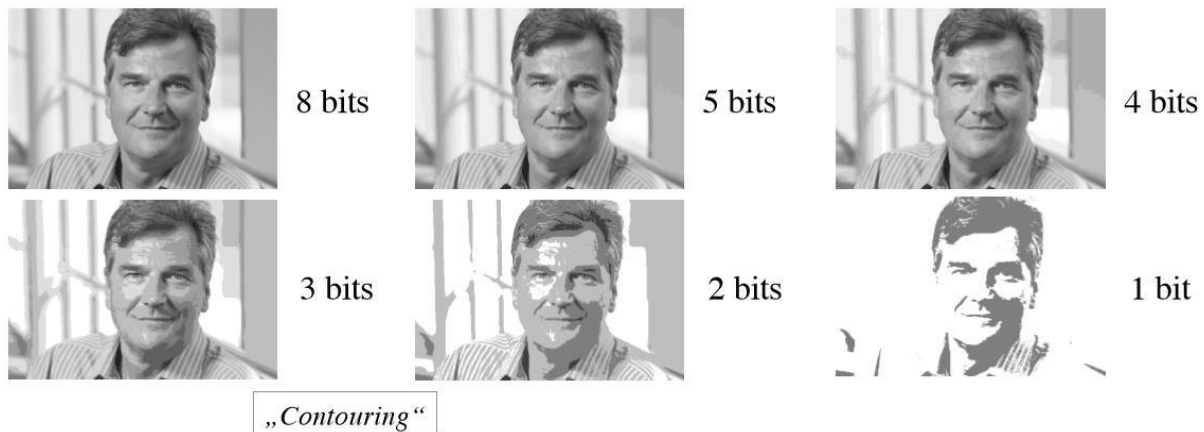 8 bits
5 bits
4 bits
3 bits
2 bits
1 bit
„Contouring“